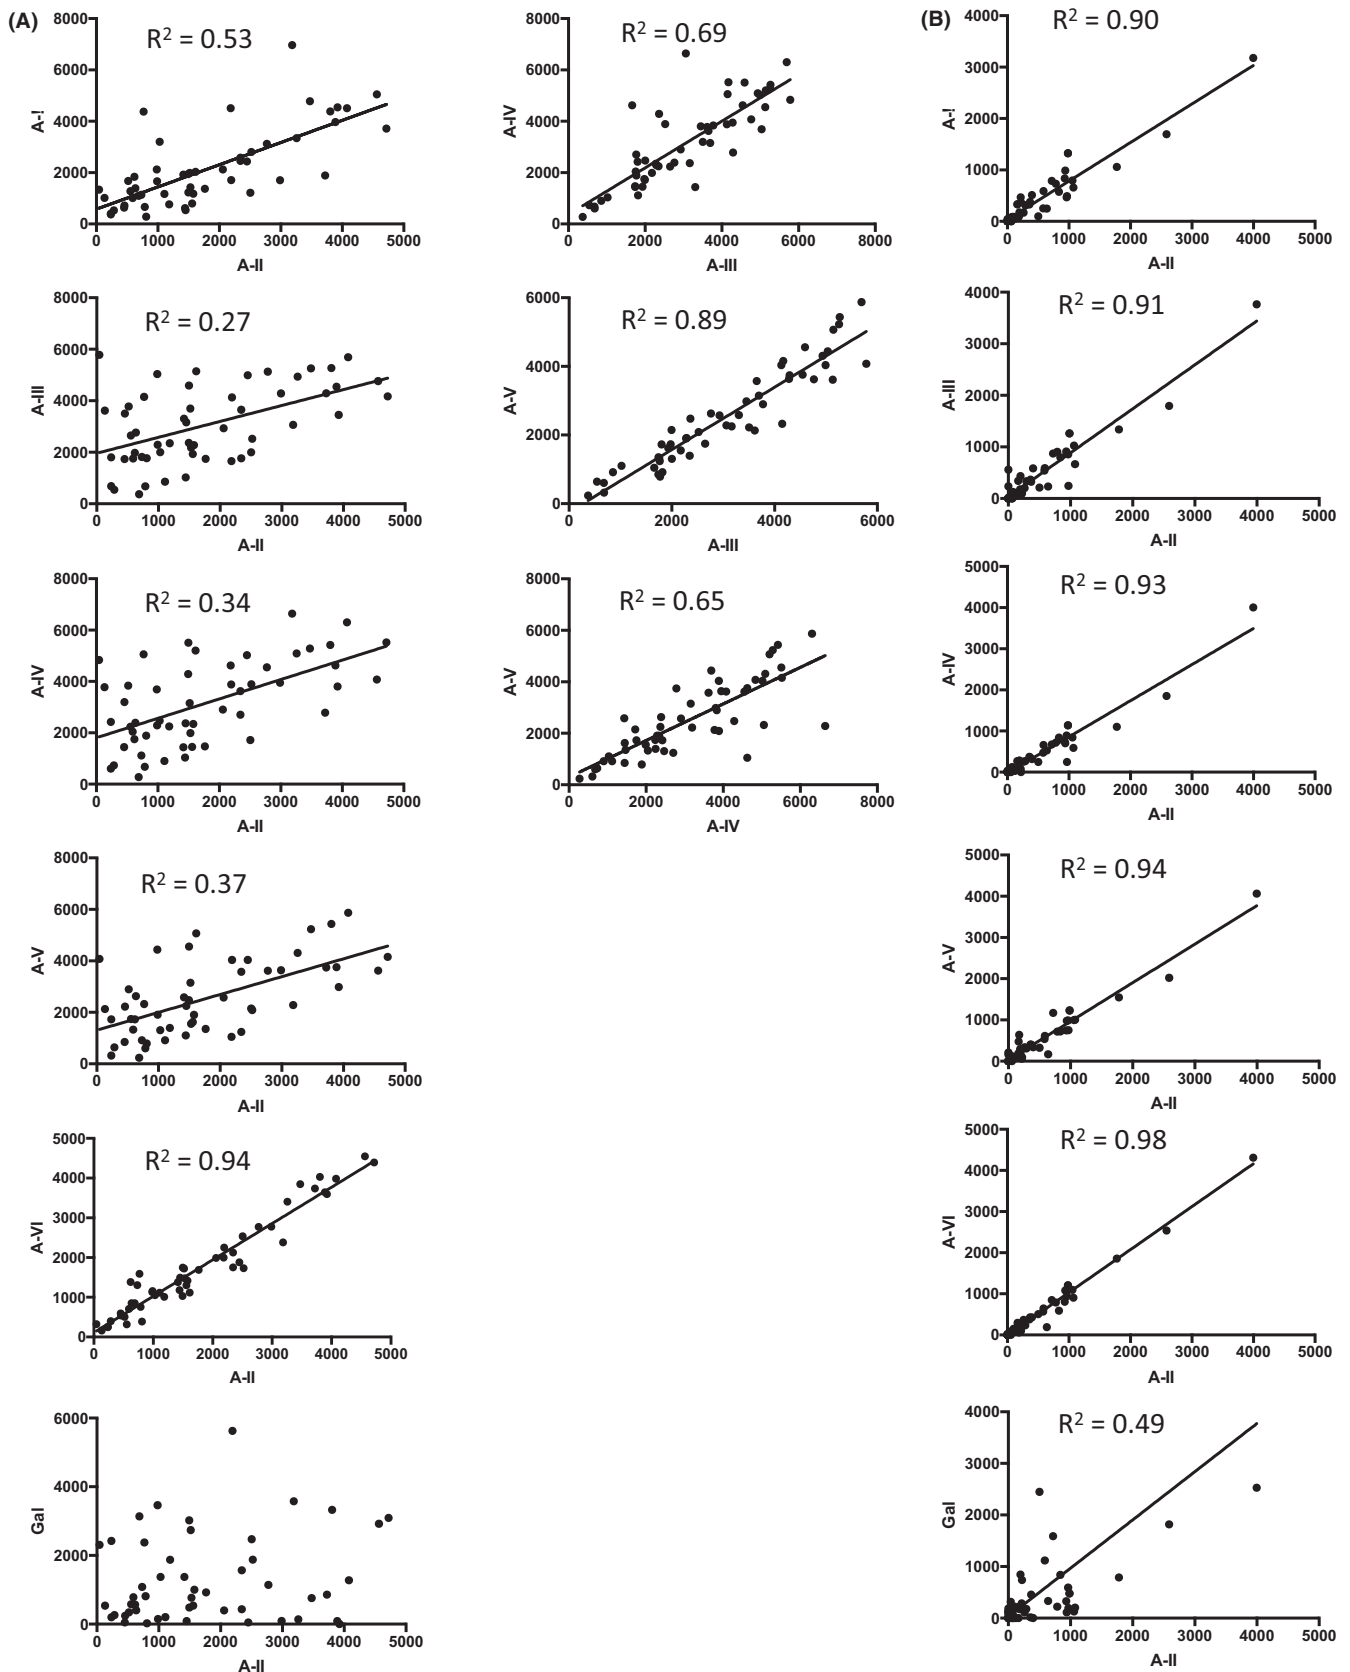 (A)
8000
6000
4000
2000
0
A-!
R² = 0.53
0 1000 2000 3000 4000 5000
A-II
8000
6000
4000
2000
0
A-IV
R² = 0.69
0 2000 4000 6000 8000
A-III
(B)
4000
3000
2000
1000
0
A-!
R² = 0.90
0 1000 2000 3000 4000 5000
A-II
8000
6000
4000
2000
0
A-III
R² = 0.27
0 1000 2000 3000 4000 5000
A-II
6000
4000
2000
0
A-V
R² = 0.89
0 2000 4000 6000
A-III
4000
3000
2000
1000
0
A-III
R² = 0.91
0 1000 2000 3000 4000 5000
A-II
8000
6000
4000
2000
0
A-IV
R² = 0.34
0 1000 2000 3000 4000 5000
A-II
8000
6000
4000
2000
0
A-V
R² = 0.65
0 2000 4000 6000 8000
A-IV
5000
4000
3000
2000
1000
0
A-IV
R² = 0.93
0 1000 2000 3000 4000 5000
A-II
8000
6000
4000
2000
0
A-V
R² = 0.37
0 1000 2000 3000 4000 5000
A-II
5000
4000
3000
2000
1000
0
A-V
R² = 0.94
0 1000 2000 3000 4000 5000
A-II
5000
4000
3000
2000
1000
0
A-VI
R² = 0.94
0 1000 2000 3000 4000 5000
A-II
5000
4000
3000
2000
1000
0
A-VI
R² = 0.98
0 1000 2000 3000 4000 5000
A-II
6000
4000
2000
0
Gal
0 1000 2000 3000 4000 5000
A-II
4000
3000
2000
1000
0
Gal
R² = 0.49
0 1000 2000 3000 4000 5000
A-II